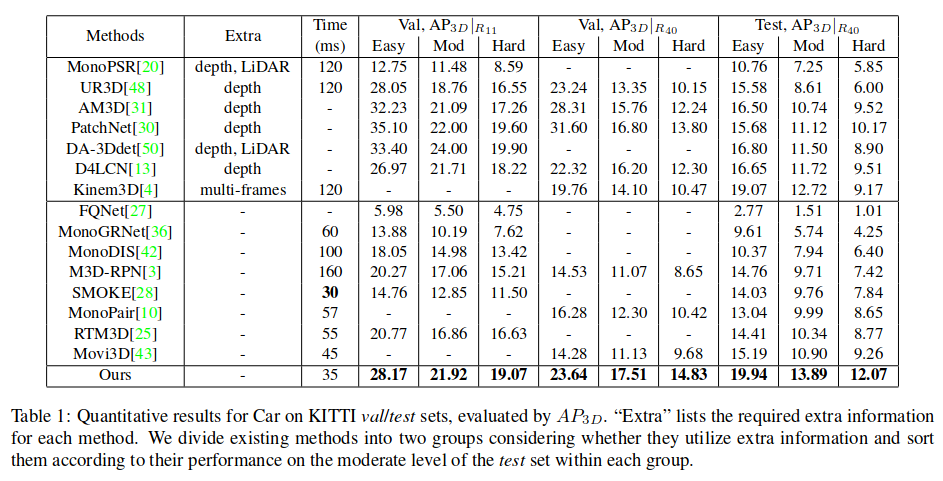 Methods Extra Time (ms) Val, AP3D|R11 Val, AP3D|R40 Test, AP3D|R40
Easy Mod Hard Easy Mod Hard Easy Mod Hard
MonoPSR[20] depth, LiDAR 120 12.75 11.48 8.59 - - - 10.76 7.25 5.85
UR3D[48] depth 120 28.05 18.76 16.55 23.24 13.35 10.15 15.58 8.61 6.00
AM3D[31] depth - 32.23 21.09 17.26 28.31 15.76 12.24 16.50 10.74 9.52
PatchNet[30] depth - 35.10 22.00 19.60 31.60 16.80 13.80 15.68 11.12 10.17
DA-3Ddet[50] depth, LiDAR - 33.40 24.00 19.90 - - - 16.80 11.50 8.90
D4LCN[13] depth - 26.97 21.71 18.22 22.32 16.20 12.30 16.65 11.72 9.51
Kinem3D[4] multi-frames 120 - - - 19.76 14.10 10.47 19.07 12.72 9.17
FQNet[27] - - 5.98 5.50 4.75 - - - 2.77 1.51 1.01
MonoGRNet[36] - 60 13.88 10.19 7.62 - - - 9.61 5.74 4.25
MonoDIS[42] - 100 18.05 14.98 13.42 - - - 10.37 7.94 6.40
M3D-RPN[3] - 160 20.27 17.06 15.21 14.53 11.07 8.65 14.76 9.71 7.42
SMOKE[28] - 30 14.76 12.85 11.50 - - - 14.03 9.76 7.84
MonoPair[10] - 57 - - - 16.28 12.30 10.42 13.04 9.99 8.65
RTM3D[25] - 55 20.77 16.86 16.63 - - - 14.41 10.34 8.77
Movi3D[43] - 45 - - - 14.28 11.13 9.68 15.19 10.90 9.26
Ours - 35 28.17 21.92 19.07 23.64 17.51 14.83 19.94 13.89 12.07
Table 1: Quantitative results for Car on KITTI val/test sets, evaluated by AP3D. “Extra” lists the required extra information
for each method. We divide existing methods into two groups considering whether they utilize extra information and sort
them according to their performance on the moderate level of the test set within each group.